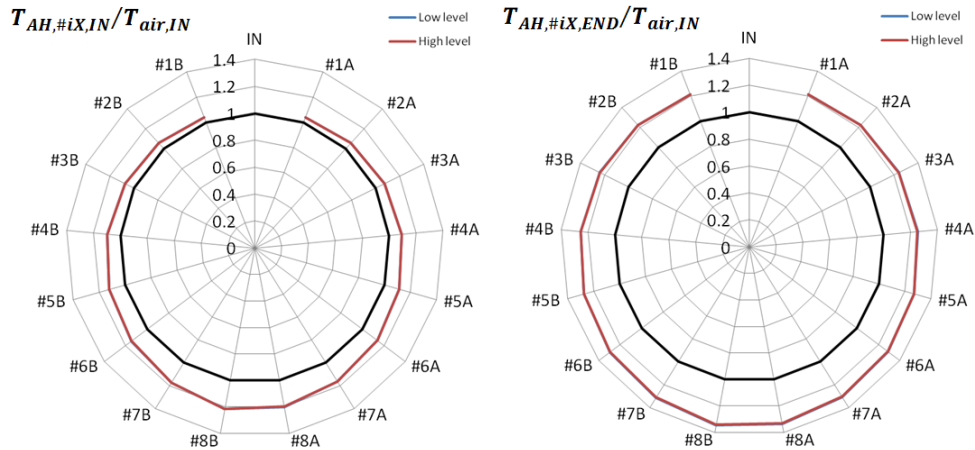 T_AH,#iX,IN/T_air,IN
Low level
High level
IN
#1A
#2A
#3A
#4A
#5A
#6A
#7A
#8A
#8B
#7B
#6B
#5B
#4B
#3B
#2B
#1B
1.4
1.2
1
0.8
0.6
0.4
0.2
0
T_AH,#iX,END/T_air,IN
Low level
High level
IN
#1A
#2A
#3A
#4A
#5A
#6A
#7A
#8A
#8B
#7B
#6B
#5B
#4B
#3B
#2B
#1B
1.4
1.2
1
0.8
0.6
0.4
0.2
0